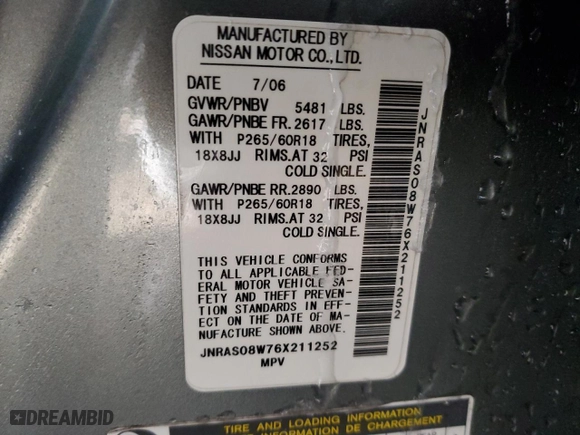 MANUFACTURED BY
NISSAN MOTOR CO., LTD.
DATE 7/06
GVWR/PNBV 5481 LBS.
GAWR/PNBE FR. 2617 LBS.
WITH P265/60R18 TIRES,
18X8JJ RIMS.AT 32 PSI
COLD SINGLE.
GAWR/PNBE RR.2890 LBS.
WITH P265/60R18 TIRES,
18X8JJ RIMS.AT 32 PSI
COLD SINGLE.
THIS VEHICLE CONFORMS
TO ALL APPLICABLE FED-
ERAL MOTOR VEHICLE SA-
FETY AND THEFT PREVEN-
TION STANDARDS IN EFF-
ECT ON THE DATE OF MA-
NUFACTURE SHOWN ABOVE.
JNRAS08W76X211252
MPV
JNRAS08W76X211252
TIRE AND LOADING INFORMATION
DE CHARGEMENT
DREAMBID